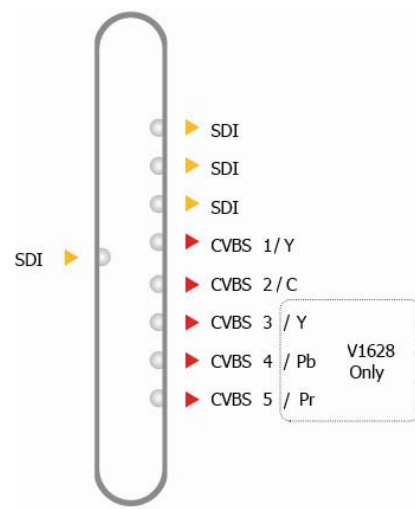 SDI
SDI
SDI
CVBS 1/Y
SDI
CVBS 2/C
CVBS 3 / Y
CVBS 4 / Pb
CVBS 5 / Pr
V1628
Only